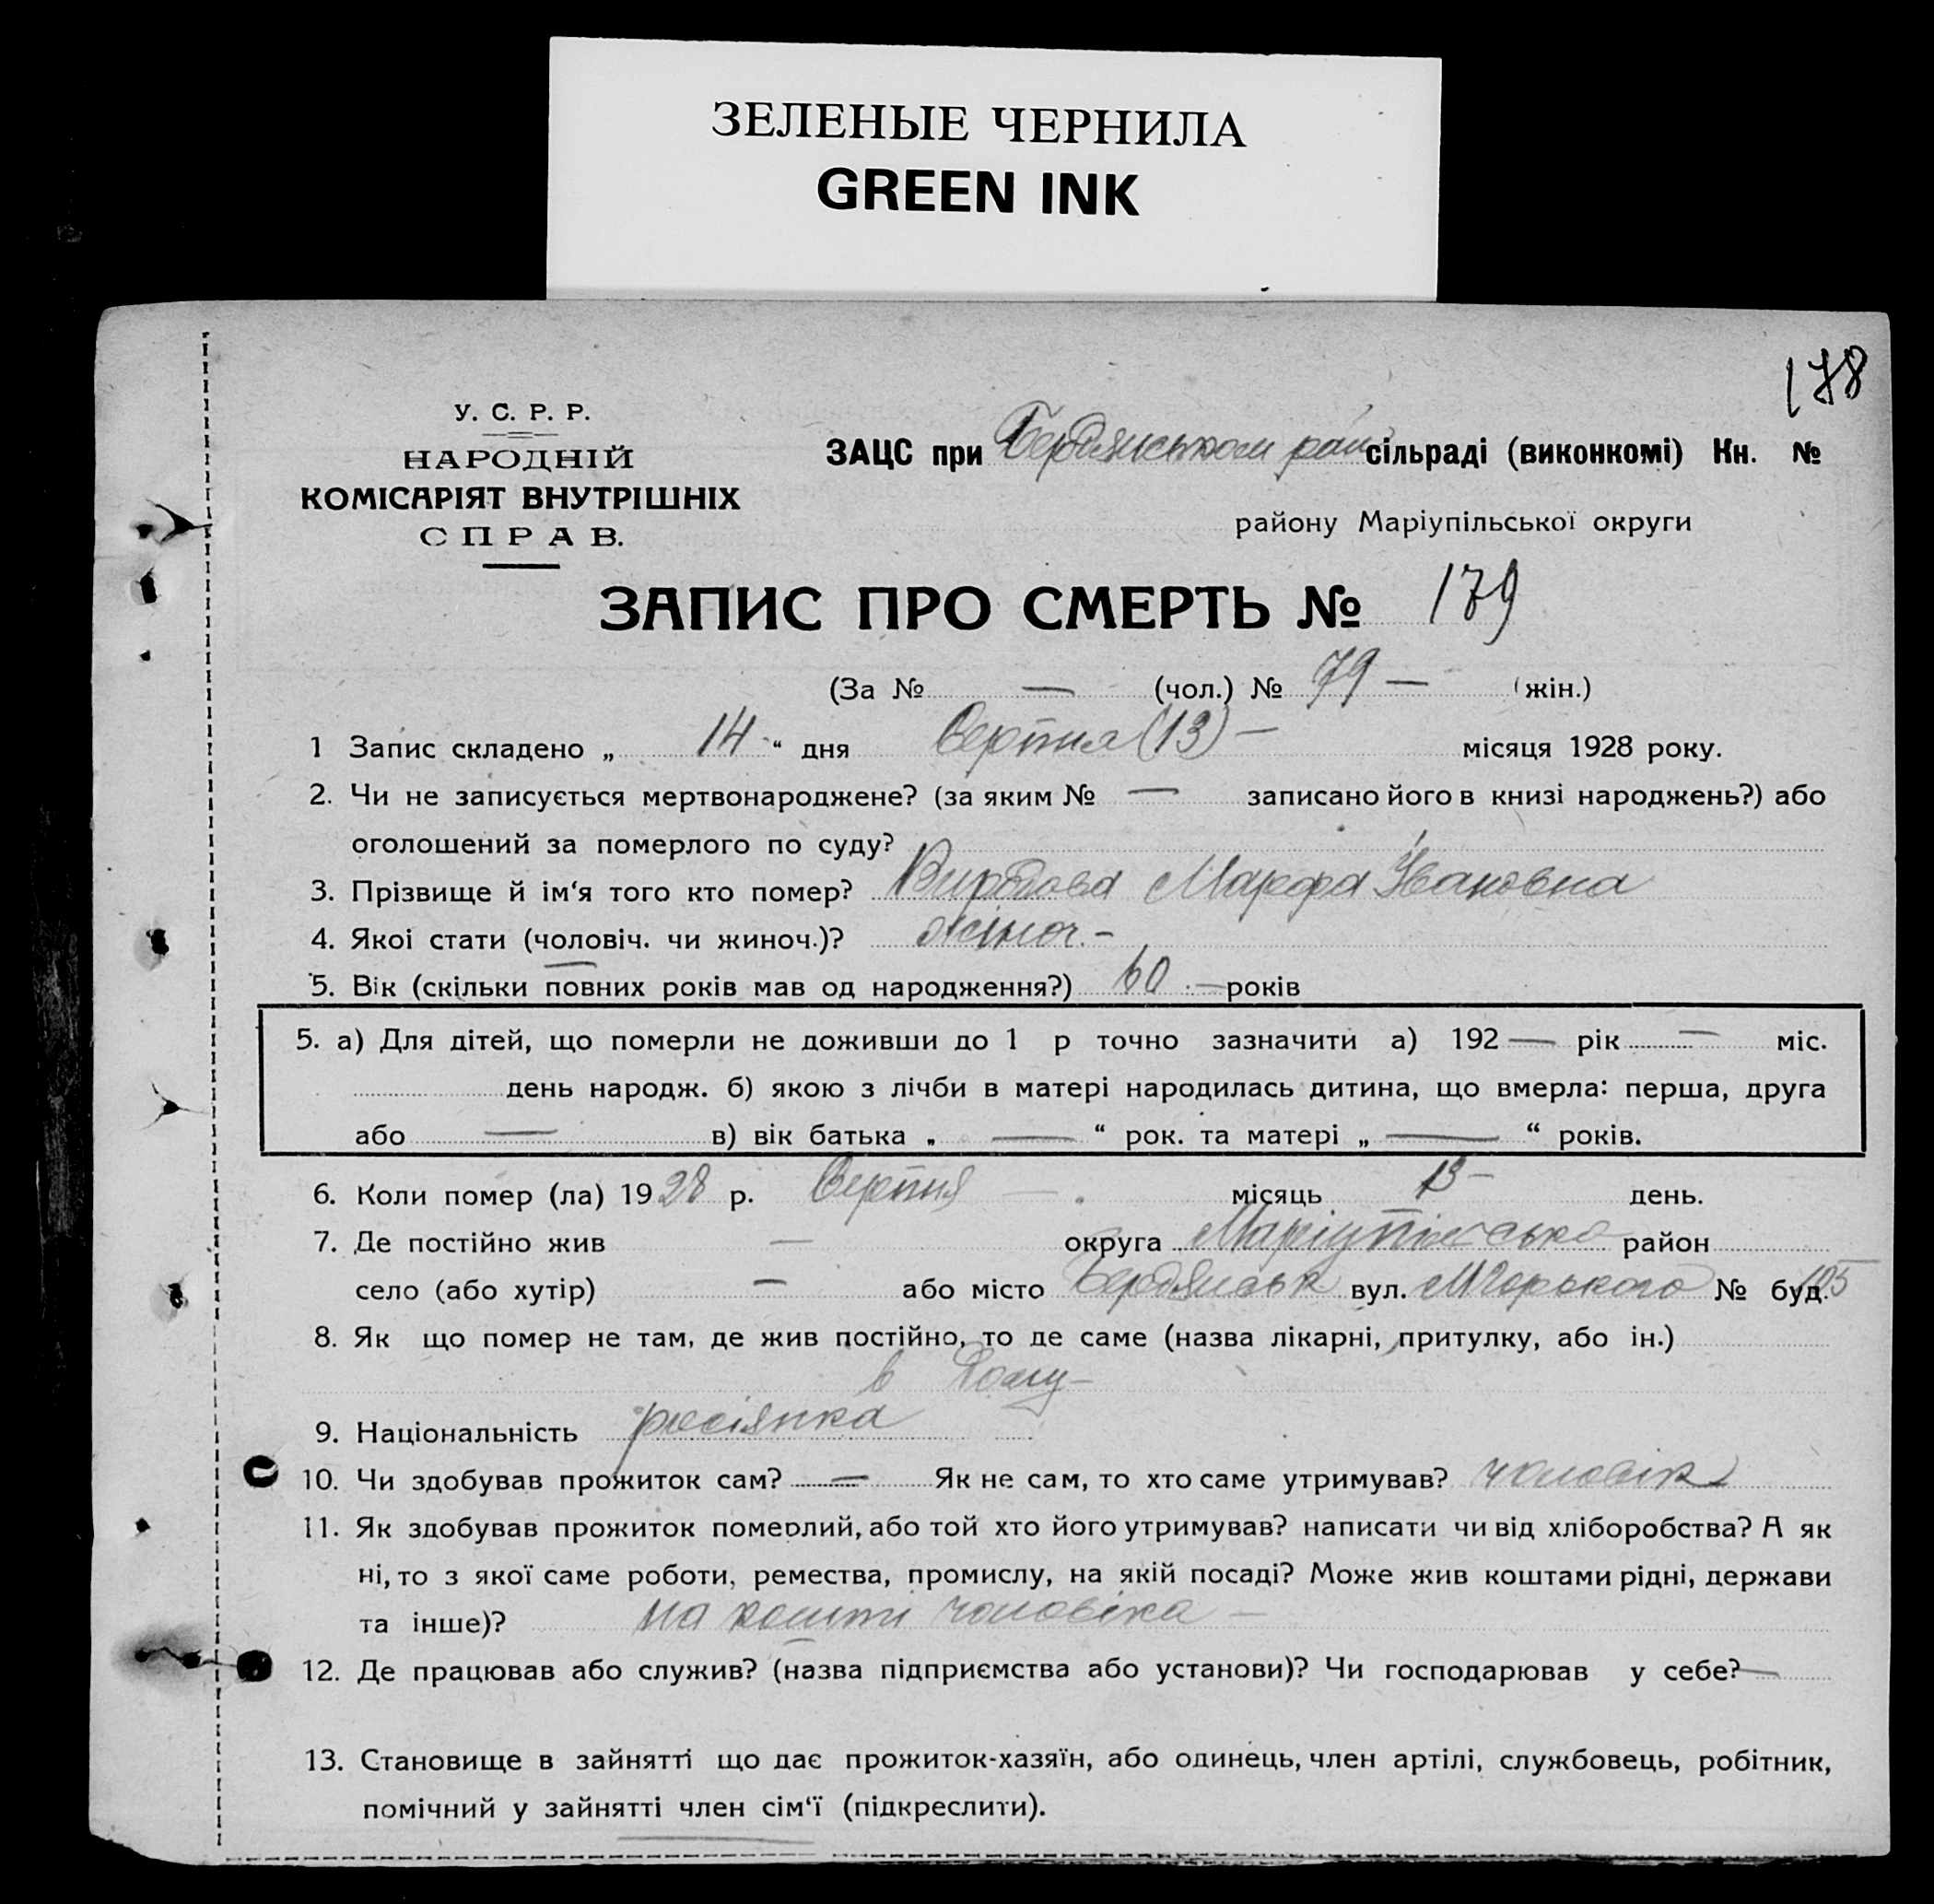 ЗЕЛЕНЫЕ ЧЕРНИЛА
GREEN INK
178
У. С. Р. Р.
НАРОДНІЙ
КОМІСАРІЯТ ВНУТРІШНІХ
СПРАВ.
ЗАЦС при Бердянськом рай сільраді (виконкомі) Кн. №
району Маріупільської округи
ЗАПИС ПРО СМЕРТЬ № 179
(За № — (чол.) № 79 — (жін.)
1 Запис складено „ 14 “ дня Серпня (13) — місяця 1928 року.
2. Чи не записується мертвонароджене? (за яким № — записано його в книзі народжень?) або
оголошений за померлого по суду?
3. Прізвище й ім‘я того кто помер? Марфа Івановна
4. Якоі стати (чоловіч. чи жиноч.)? жіноч. —
5. Вік (скільки повних років мав од народження?) 60 — років
5. а) Для дітей, що померли не доживши до 1 р точно зазначити а) 192 — рік — міс.
день народж. б) якою з лічби в матері народилась дитина, що вмерла: перша, друга
або — в) вік батька „ — “ рок. та матері „ — “ років.
6. Коли помер (ла) 1928 р. Серпня — місяць 13 — день.
7. Де постійно жив — округа Маріупільська район
село (або хутір) — або місто Бердянськ вул. М Горького № буд. 105
8. Як що помер не там, де жив постійно, то де саме (назва лікарні, притулку, або ін.)
в Дому —
9. Національність росіянка
10. Чи здобував прожиток сам? — Як не сам, то хто саме утримував? чоловік
11. Як здобував прожиток померлий, або той хто його утримував? написати чи від хліборобства? А як
ні, то з якої саме роботи, ремества, промислу, на якій посаді? Може жив коштами рідні, держави
та інше)? на кошти чоловіка —
12. Де працював або служив? (назва підприємства або установи)? Чи господарював у себе? —
13. Становище в зайнятті що дає прожиток-хазяїн, або одинець, член артілі, службовець, робітник,
помічний у зайнятті член сім‘ї (підкреслити).